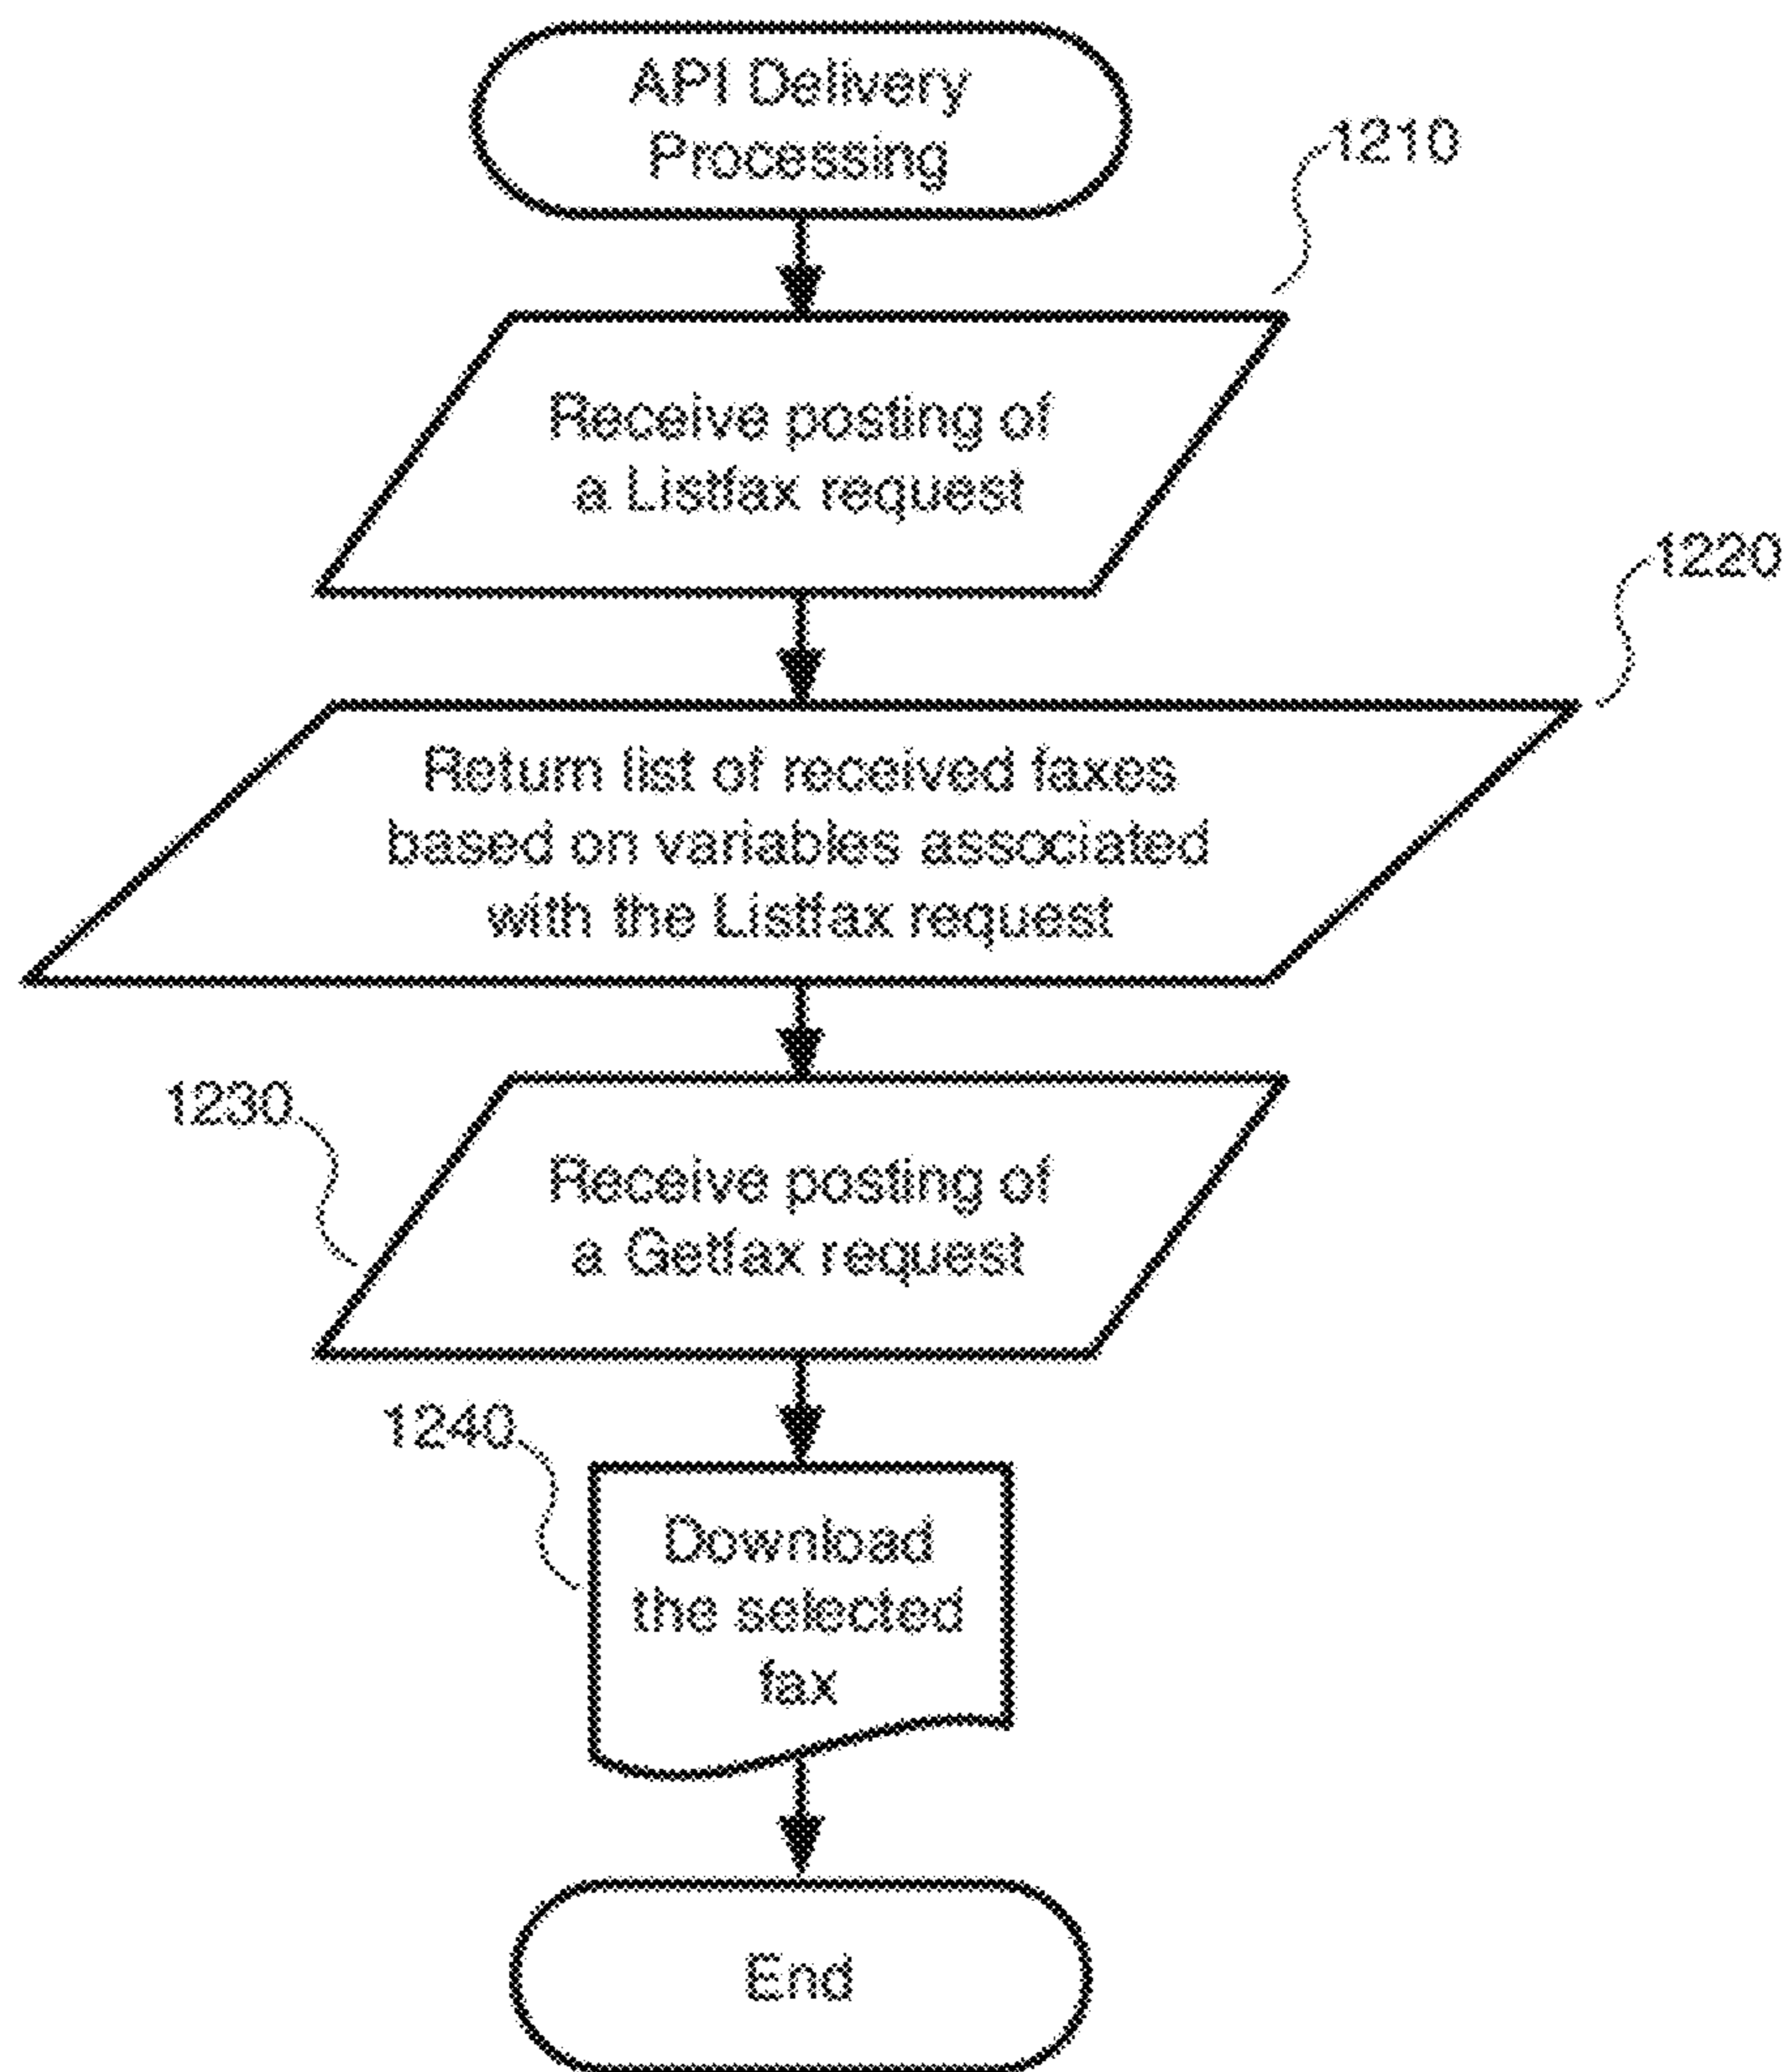 API Delivery
Processing
1210
Receive posting of
a Listfax request
1220
Return list of received faxes
based on variables associated
with the Listfax request
1230
Receive posting of
a Getfax request
1240
Download
the selected
fax
End